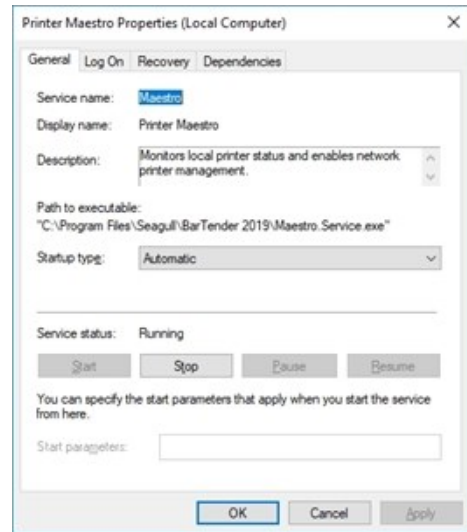 Printer Maestro Properties (Local Computer)
General Log On Recovery Dependencies
Service name: Maestro
Display name: Printer Maestro
Description: Monitors local printer status and enables network
printer management.
Path to executable:
"C:\Program Files\Seagull\BarTender 2019\Maestro.Service.exe"
Startup type: Automatic
Service status: Running
Start Stop Pause Resume
You can specify the start parameters that apply when you start the service
from here.
Start parameters:
OK Cancel Apply